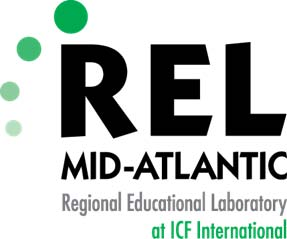 REL
MID-ATLANTIC
Regional Educational Laboratory
at ICF International